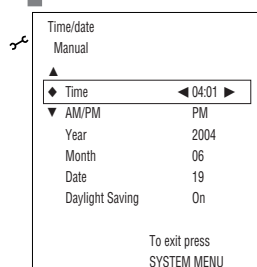 Time/date
Manual
▲
♦ Time ◀ 04:01 ▶
▼ AM/PM PM
Year 2004
Month 06
Date 19
Daylight Saving On
To exit press
SYSTEM MENU